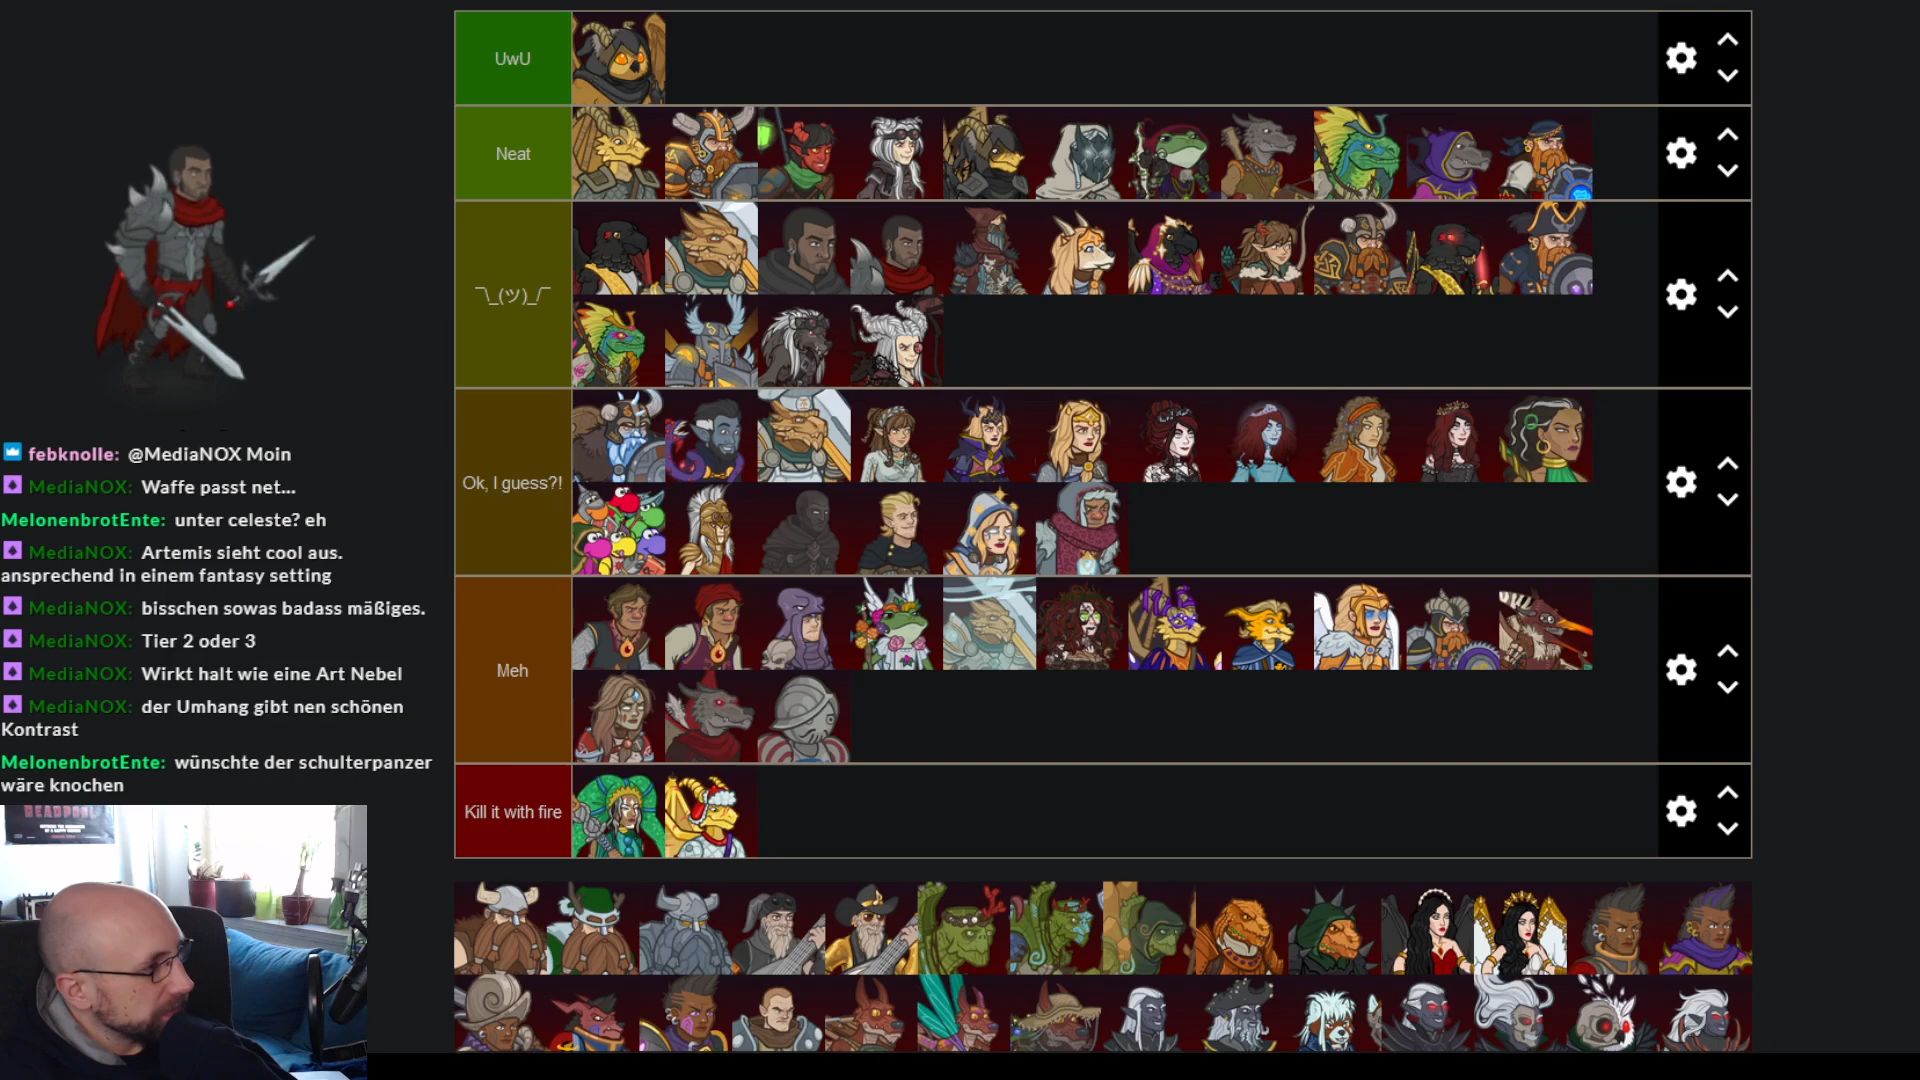 UwU
Neat
¯\_(ツ)_/¯
Ok, I guess?!
Meh
Kill it with fire
febknolle: @MediaNOX Moin
MediaNOX: Waffe passt net...
MelonenbrotEnte: unter celeste? eh
MediaNOX: Artemis sieht cool aus.
ansprechend in einem fantasy setting
MediaNOX: bisschen sowas badass mäßiges.
MediaNOX: Tier 2 oder 3
MediaNOX: Wirkt halt wie eine Art Nebel
MediaNOX: der Umhang gibt nen schönen
Kontrast
MelonenbrotEnte: wünschte der schulterpanzer
wäre knochen
DEADPOOL